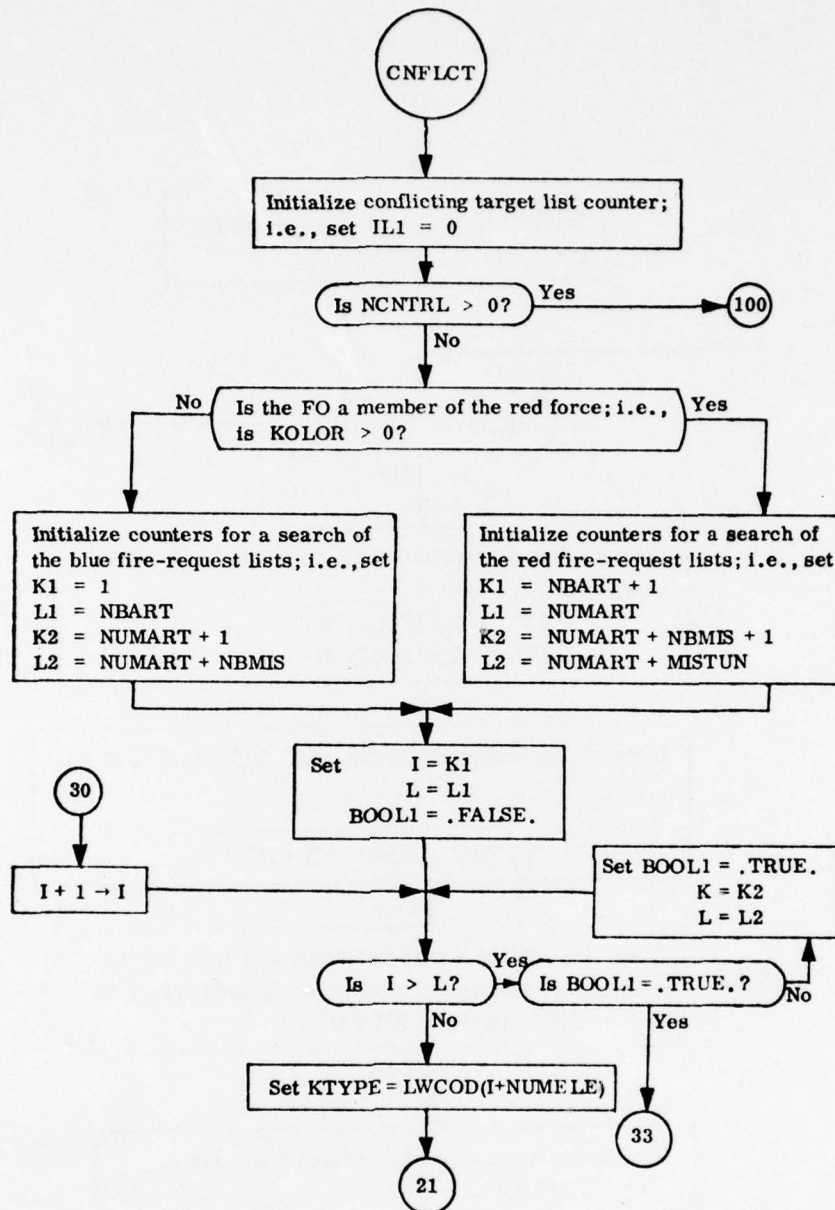 CNFLCT
Initialize conflicting target list counter;
i.e., set IL1 = 0
Is NCNTRL > 0?
Yes
100
No
No
Is the FO a member of the red force; i.e.,
is KOLOR > 0?
Yes
Initialize counters for a search of
the blue fire-request lists; i.e., set
K1 = 1
L1 = NBART
K2 = NUMART + 1
L2 = NUMART + NBMIS
Initialize counters for a search of
the red fire-request lists; i.e., set
K1 = NBART + 1
L1 = NUMART
K2 = NUMART + NBMIS + 1
L2 = NUMART + MISTUN
Set I = K1
L = L1
BOOL1 = .FALSE.
30
I + 1 → I
Set BOOL1 = .TRUE.
K = K2
L = L2
Is I > L?
Yes
Is BOOL1 = .TRUE.?
No
No
Yes
Set KTYPE = LWCOD(I+NUMELE)
33
21